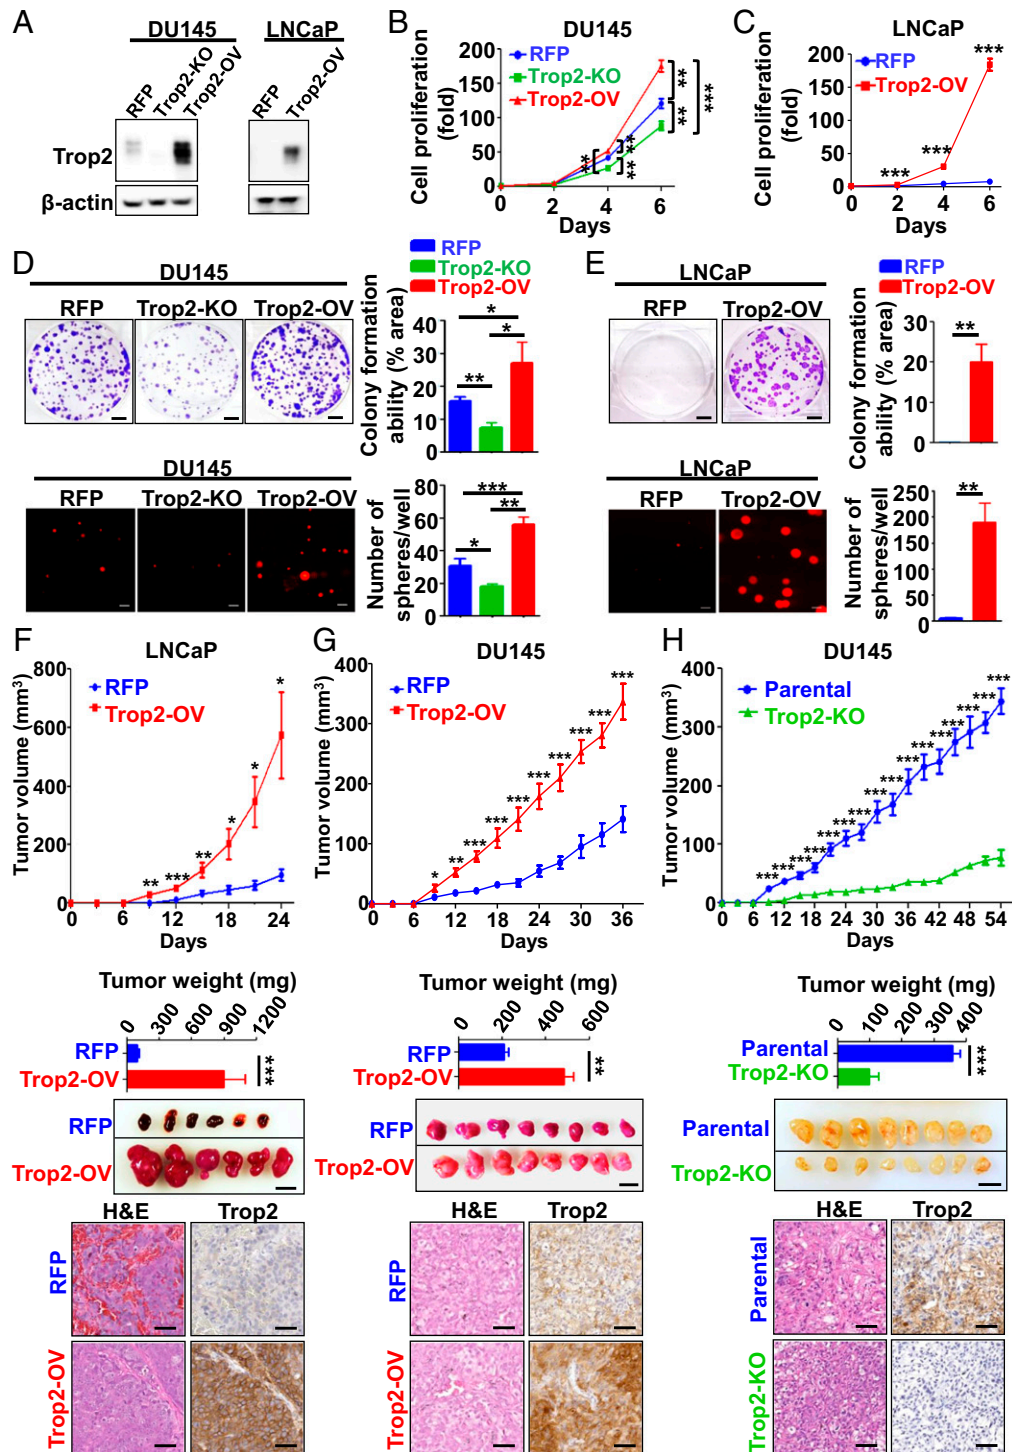 A
DU145
LNCaP
RFP
Trop2-KO
Trop2-OV
RFP
Trop2-OV
Trop2
β-actin
B
DU145
Cell proliferation
(fold)
200
150
100
50
0
RFP
Trop2-KO
Trop2-OV
** ** ***
** *** **
0 2 4 6
Days
C
LNCaP
Cell proliferation
(fold)
200
150
100
50
0
RFP
Trop2-OV
*** *** ***
0 2 4 6
Days
D
DU145
RFP Trop2-KO Trop2-OV
RFP
Trop2-KO
Trop2-OV
Colony formation
ability (% area)
40
30
20
10
0
*
*
**
DU145
RFP Trop2-KO Trop2-OV
Number of
spheres/well
80
60
40
20
0
***
**
*
E
LNCaP
RFP Trop2-OV
RFP
Trop2-OV
Colony formation
ability (% area)
30
20
10
0
**
LNCaP
RFP Trop2-OV
Number of
spheres/well
250
200
150
100
50
0
**
F
LNCaP
Tumor volume (mm³)
800
600
400
200
0
RFP
Trop2-OV
** *** ** * * *
0 6 12 18 24
Days
Tumor weight (mg)
0 300 600 900 1200
RFP
Trop2-OV
***
RFP
Trop2-OV
H&E Trop2
RFP
Trop2-OV
G
DU145
Tumor volume (mm³)
400
300
200
100
0
RFP
Trop2-OV
* ** *** *** *** *** *** *** *** ***
0 6 12 18 24 30 36
Days
Tumor weight (mg)
0 200 400 600
RFP
Trop2-OV
**
RFP
Trop2-OV
H&E Trop2
RFP
Trop2-OV
H
DU145
Tumor volume (mm³)
400
300
200
100
0
Parental
Trop2-KO
*** *** *** *** *** *** *** *** *** *** *** *** *** *** *** ***
0 6 12 18 24 30 36 42 48 54
Days
Tumor weight (mg)
0 100 200 300 400
Parental
Trop2-KO
***
Parental
Trop2-KO
H&E Trop2
Parental
Trop2-KO